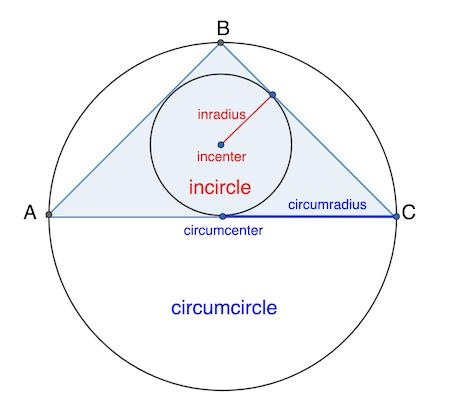 B
inradius
incenter
incircle
circumradius
A
C
circumcenter
circumcircle